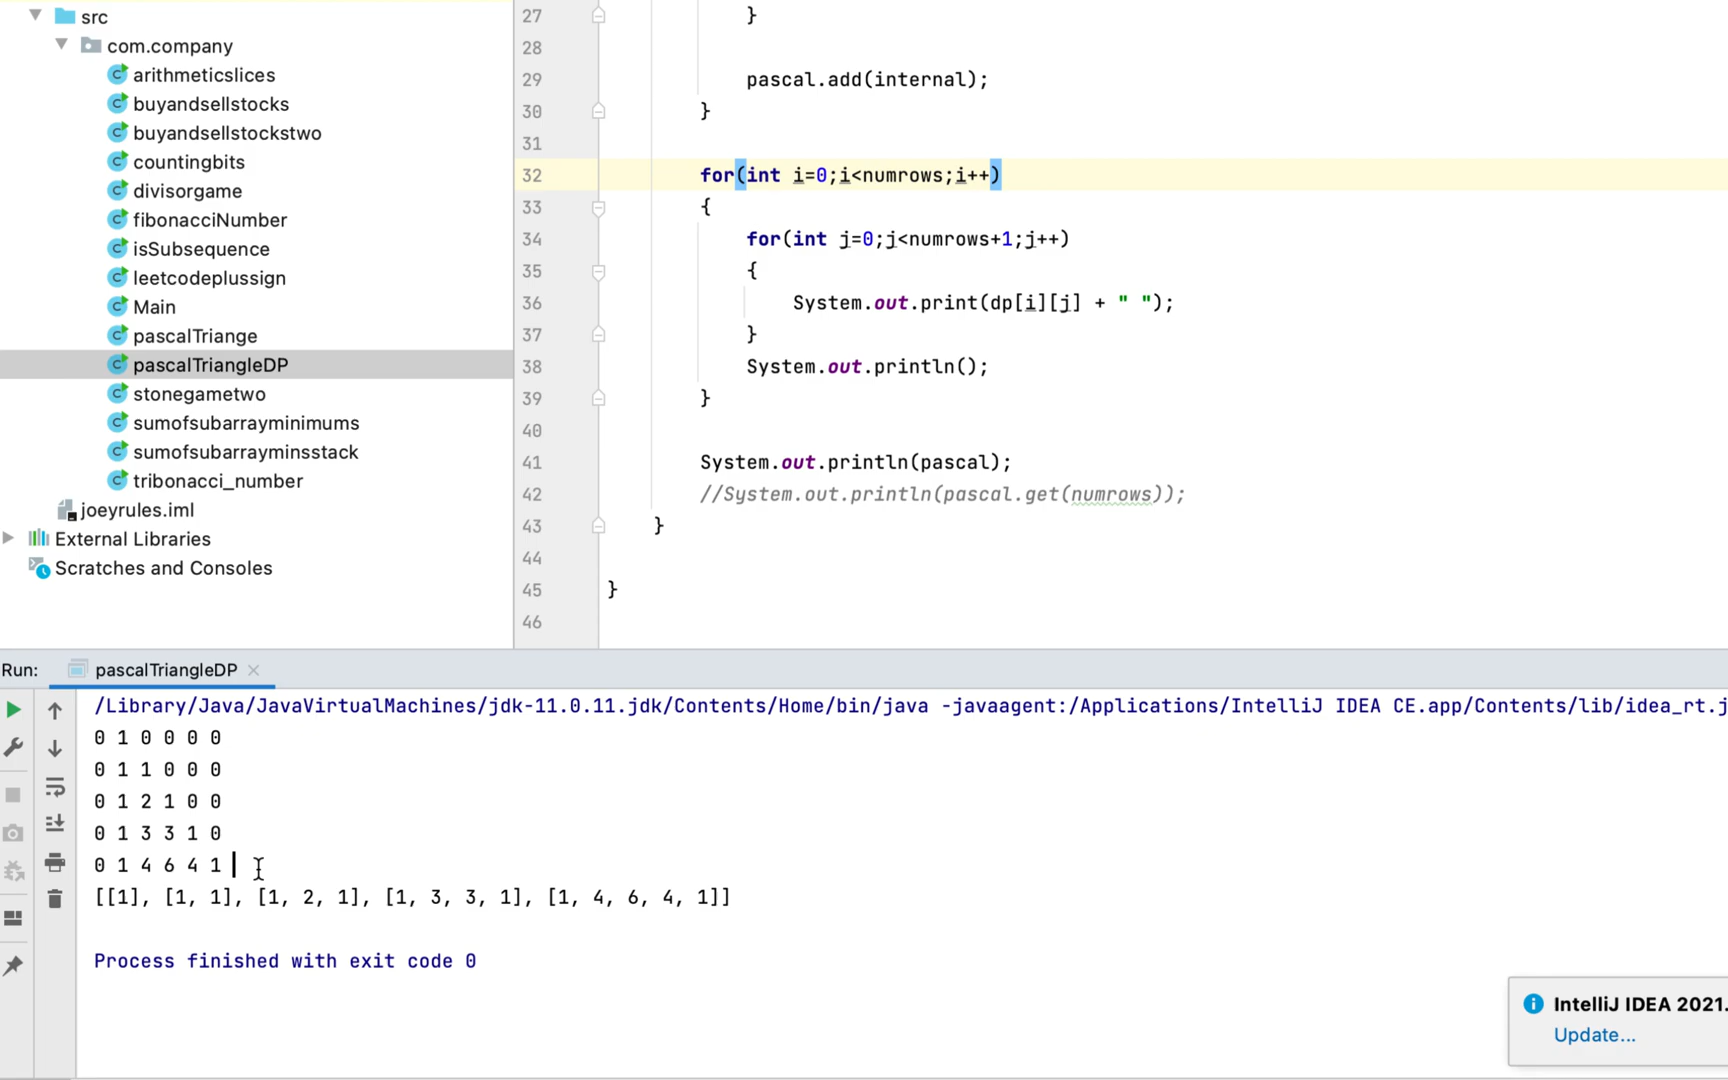 src
com.company
arithmeticslices
buyandsellstocks
buyandsellstockstwo
countingbits
divisorgame
fibonacciNumber
isSubsequence
leetcodeplussign
Main
pascalTriange
pascalTriangleDP
stonegametwo
sumofsubarrayminimums
sumofsubarrayminsstack
tribonacci_number
joeyrules.iml
External Libraries
Scratches and Consoles
27 }
28
29 pascal.add(internal);
30 }
31
32 for(int i=0;i<numrows;i++)
33 {
34 for(int j=0;j<numrows+1;j++)
35 {
36 System.out.print(dp[i][j] + " ");
37 }
38 System.out.println();
39 }
40
41 System.out.println(pascal);
42 //System.out.println(pascal.get(numrows));
43 }
44
45 }
46
Run: pascalTriangleDP
/Library/Java/JavaVirtualMachines/jdk-11.0.11.jdk/Contents/Home/bin/java -javaagent:/Applications/IntelliJ IDEA CE.app/Contents/lib/idea_rt.j
0 1 0 0 0 0
0 1 1 0 0 0
0 1 2 1 0 0
0 1 3 3 1 0
0 1 4 6 4 1
[[1], [1, 1], [1, 2, 1], [1, 3, 3, 1], [1, 4, 6, 4, 1]]
Process finished with exit code 0
IntelliJ IDEA 2021.
Update...